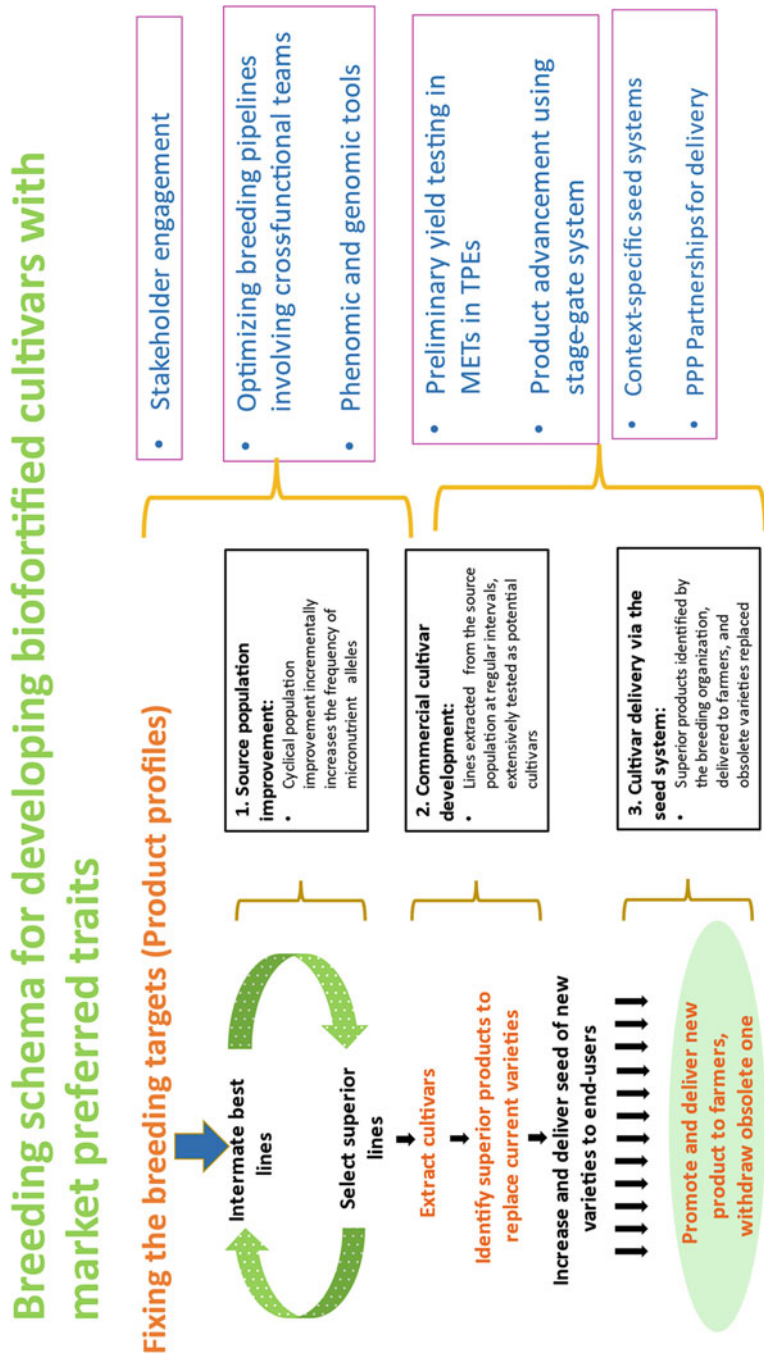 Breeding schema for developing biofortified cultivars with
market preferred traits
Fixing the breeding targets (Product profiles)
Intermate best
lines
Select superior
lines
Extract cultivars
Identify superior products to
replace current varieties
Increase and deliver seed of new
varieties to end-users
Promote and deliver new
product to farmers,
withdraw obsolete one
1. Source population
improvement:
• Cyclical population
improvement incrementally
increases the frequency of
micronutrient alleles
2. Commercial cultivar
development:
• Lines extracted from the source
population at regular intervals,
extensively tested as potential
cultivars
3. Cultivar delivery via the
seed system:
• Superior products identified by
the breeding organization,
delivered to farmers, and
obsolete varieties replaced
• Stakeholder engagement
• Optimizing breeding pipelines
involving cross-functional teams
• Phenomic and genomic tools
• Preliminary yield testing in
METs in TPEs
• Product advancement using
stage-gate system
• Context-specific seed systems
• PPP Partnerships for delivery